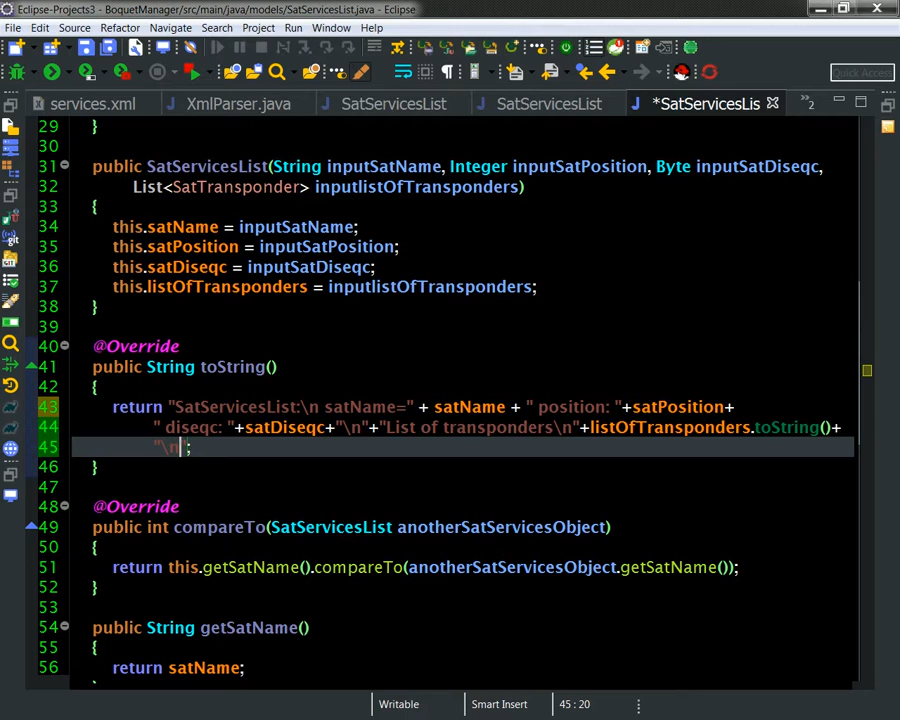 Eclipse-Projects3 - BoquetManager/src/main/java/models/SatServicesList.java - Eclipse
File Edit Source Refactor Navigate Search Project Run Window Help
Quick Access
services.xml XmlParser.java SatServicesList SatServicesList *SatServicesLis »2
29 }
30
31 public SatServicesList(String inputSatName, Integer inputSatPosition, Byte inputSatDiseqc,
32 List<SatTransponder> inputlistOfTransponders)
33 {
34 this.satName = inputSatName;
35 this.satPosition = inputSatPosition;
36 this.satDiseqc = inputSatDiseqc;
37 this.listOfTransponders = inputlistOfTransponders;
38 }
39
40 @Override
41 public String toString()
42 {
43 return "SatServicesList:\n satName=" + satName + " position: "+satPosition+
44 " diseqc: "+satDiseqc+"\n"+"List of transponders\n"+listOfTransponders.toString()+
45 "\n";
46 }
47
48 @Override
49 public int compareTo(SatServicesList anotherSatServicesObject)
50 {
51 return this.getSatName().compareTo(anotherSatServicesObject.getSatName());
52 }
53
54 public String getSatName()
55 {
56 return satName;
Writable Smart Insert 45 : 20